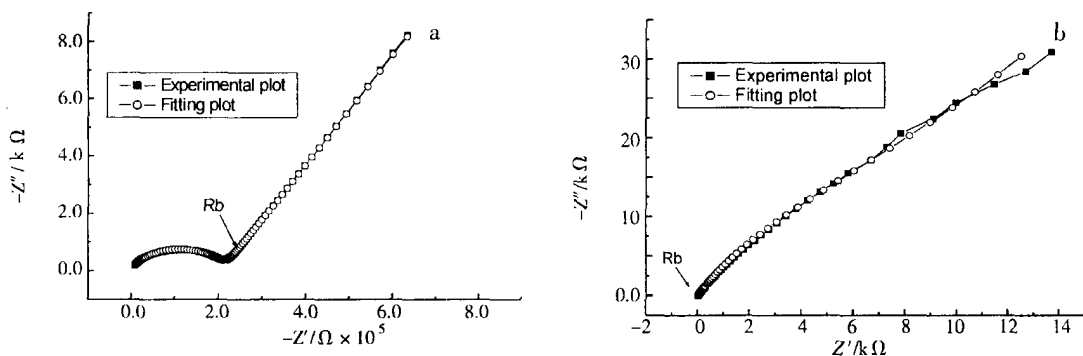 a
8.0
6.0
4.0
2.0
0.0
-Z''/ k Ω
Experimental plot
Fitting plot
Rb
0.0 2.0 4.0 6.0 8.0
-Z'/ Ω × 10⁵
b
30
20
10
0.0
-Z''/k Ω
Experimental plot
Fitting plot
Rb
−2 0 2 4 6 8 10 12 14
Z'/k Ω